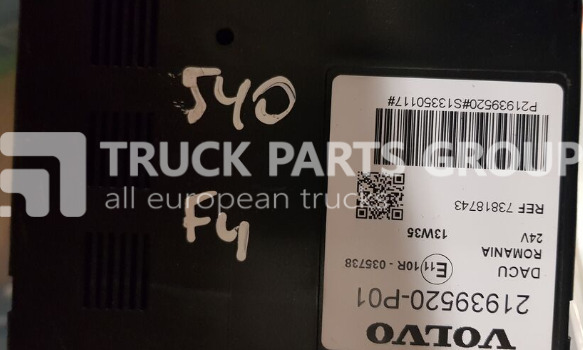 540
F4
TRUCK PARTS GROUP
all european trucks
VOLVO
21939520-P01
E11 10R - 035738
DACU
ROMANIA
13W35
24V
REF 73818743
P21939520#S13350117#